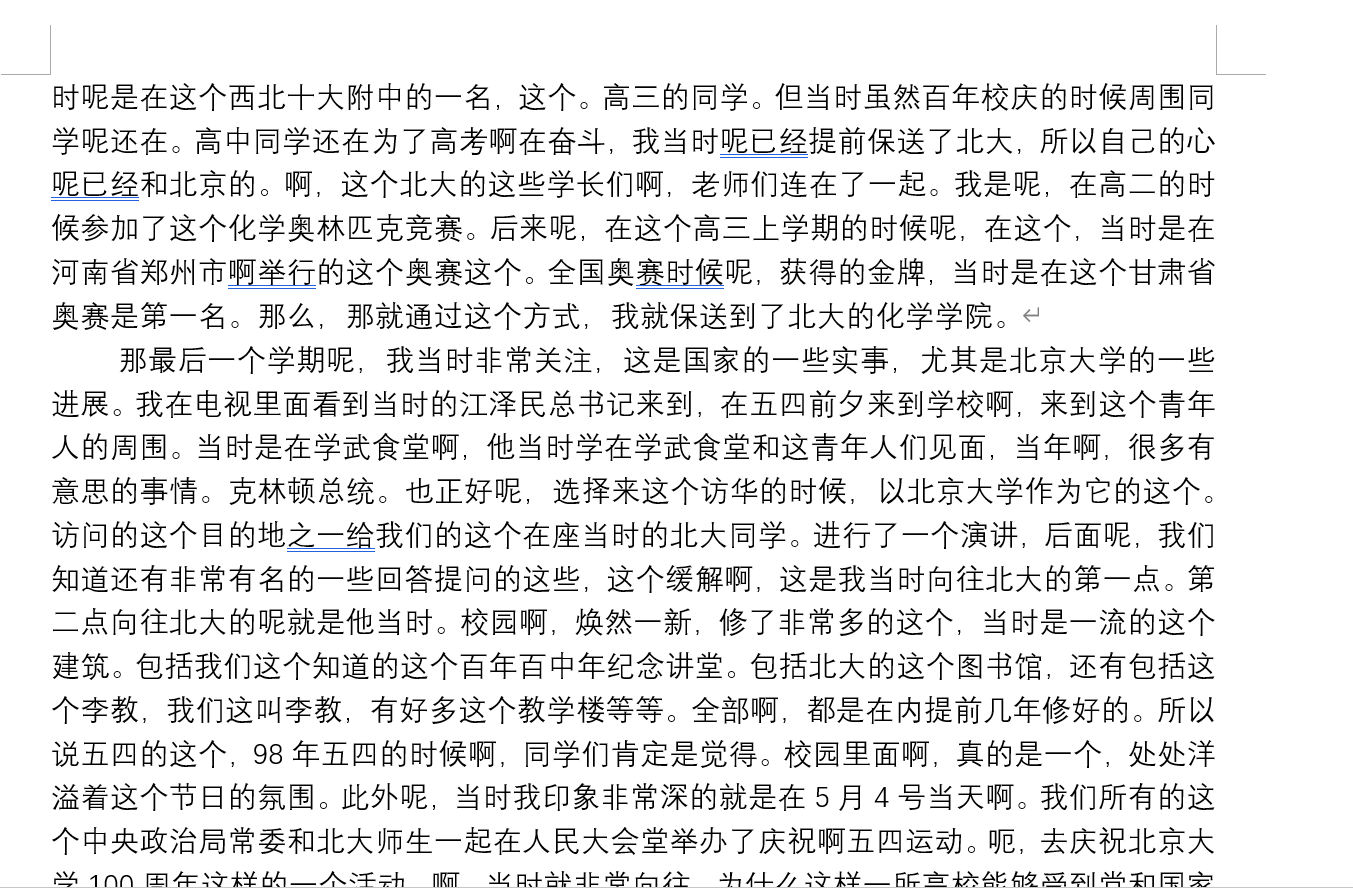 时呢是在这个西北十大附中的一名，这个。高三的同学。但当时虽然百年校庆的时候周围同
学呢还在。高中同学还在为了高考啊在奋斗，我当时呢已经提前保送了北大，所以自己的心
呢已经和北京的。啊，这个北大的这些学长们啊，老师们连在了一起。我是呢，在高二的时
候参加了这个化学奥林匹克竞赛。后来呢，在这个高三上学期的时候呢，在这个，当时是在
河南省郑州市啊举行的这个奥赛这个。全国奥赛时候呢，获得的金牌，当时是在这个甘肃省
奥赛是第一名。那么，那就通过这个方式，我就保送到了北大的化学学院。
那最后一个学期呢，我当时非常关注，这是国家的一些实事，尤其是北京大学的一些
进展。我在电视里面看到当时的江泽民总书记来到，在五四前夕来到学校啊，来到这个青年
人的周围。当时是在学武食堂啊，他当时学在学武食堂和这青年人们见面，当年啊，很多有
意思的事情。克林顿总统。也正好呢，选择来这个访华的时候，以北京大学作为它的这个。
访问的这个目的地之一给我们的这个在座当时的北大同学。进行了一个演讲，后面呢，我们
知道还有非常有名的一些回答提问的这些，这个缓解啊，这是我当时向往北大的第一点。第
二点向往北大的呢就是他当时。校园啊，焕然一新，修了非常多的这个，当时是一流的这个
建筑。包括我们这个知道的这个百年百中年纪念讲堂。包括北大的这个图书馆，还有包括这
个李教，我们这叫李教，有好多这个教学楼等等。全部啊，都是在内提前几年修好的。所以
说五四的这个，98 年五四的时候啊，同学们肯定是觉得。校园里面啊，真的是一个，处处洋
溢着这个节日的氛围。此外呢，当时我印象非常深的就是在 5 月 4 号当天啊。我们所有的这
个中央政治局常委和北大师生一起在人民大会堂举办了庆祝啊五四运动。呃，去庆祝北京大
学 100 周年这样的一个活动。啊，当时就非常向往，为什么这样一所高校能够受到党和国家